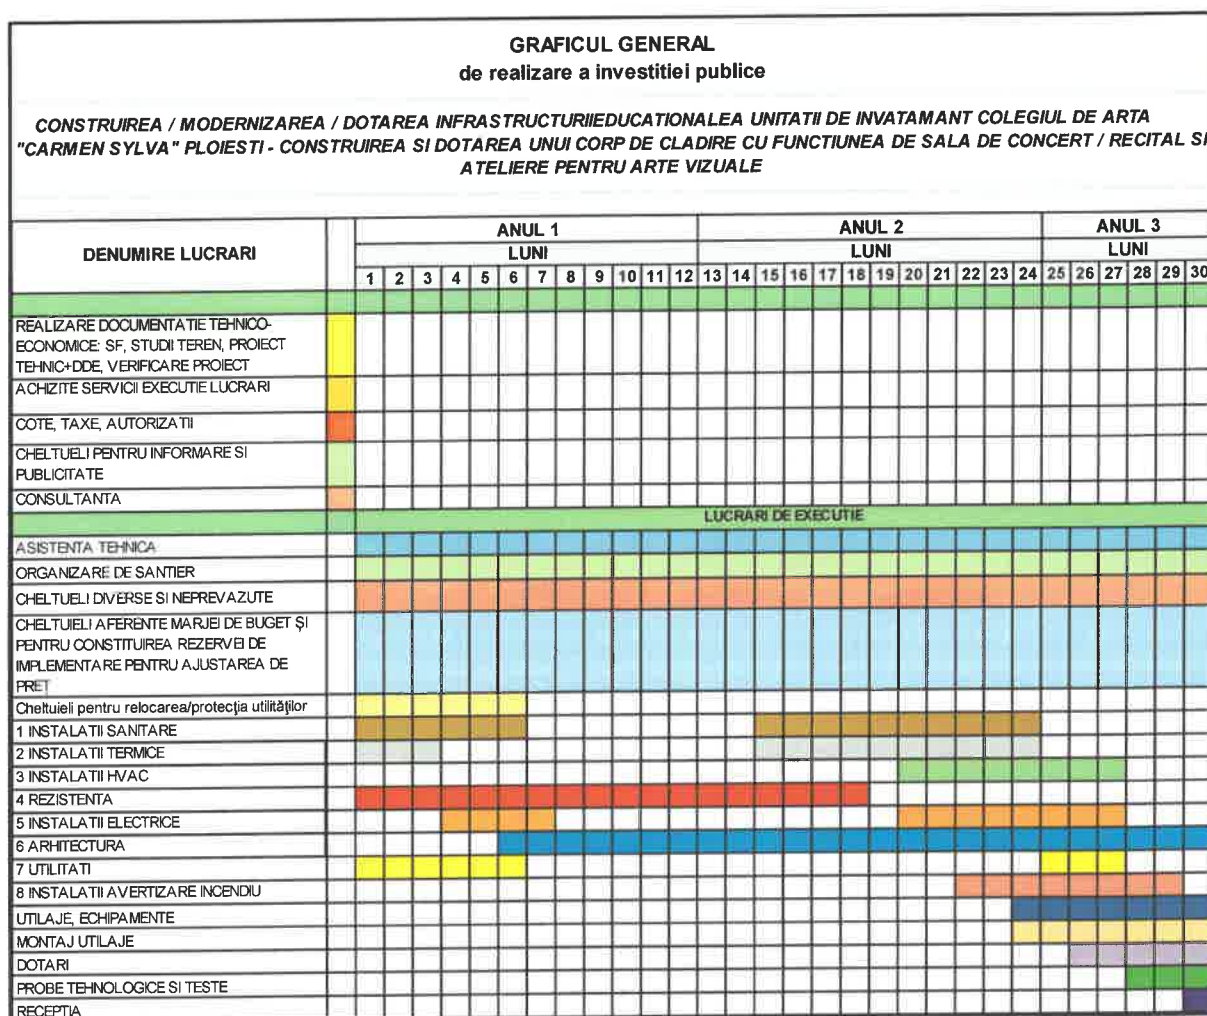 GRAFICUL GENERAL
de realizare a investitiei publice
CONSTRUIREA / MODERNIZAREA / DOTAREA INFRASTRUCTURIIEDUCATIONALEA UNITATII DE INVATAMANT COLEGIUL DE ARTA
"CARMEN SYLVA" PLOIESTI - CONSTRUIREA SI DOTAREA UNUI CORP DE CLADIRE CU FUNCTIUNEA DE SALA DE CONCERT / RECITAL SI
ATELIERE PENTRU ARTE VIZUALE
DENUMIRE LUCRARI
ANUL 1 ANUL 2 ANUL 3
LUNI LUNI LUNI
1 2 3 4 5 6 7 8 9 10 11 12 13 14 15 16 17 18 19 20 21 22 23 24 25 26 27 28 29 30
REALIZARE DOCUMENTATIE TEHNICO-
ECONOMICE: SF, STUDII TEREN, PROIECT
TEHNIC+DDE, VERIFICARE PROIECT
ACHIZITE SERVICII EXECUTIE LUCRARI
COTE, TAXE, AUTORIZATII
CHELTUELI PENTRU INFORMARE SI
PUBLICITATE
CONSULTANTA
LUCRARI DE EXECUTIE
ASISTENTA TEHNICA
ORGANIZARE DE SANTIER
CHELTUELI DIVERSE SI NEPREVAZUTE
CHELTUIELI AFERENTE MARJEI DE BUGET ȘI
PENTRU CONSTITUIREA REZERVEI DE
IMPLEMENTARE PENTRU AJUSTAREA DE
PREȚ
Cheltuieli pentru relocarea/protecţia utilităţilor
1 INSTALATII SANITARE
2 INSTALATII TERMICE
3 INSTALATII HVAC
4 REZISTENTA
5 INSTALATII ELECTRICE
6 ARHITECTURA
7 UTILITATI
8 INSTALATII AVERTIZARE INCENDIU
UTILAJE, ECHIPAMENTE
MONTAJ UTILAJE
DOTARI
PROBE TEHNOLOGICE SI TESTE
RECEPTIA